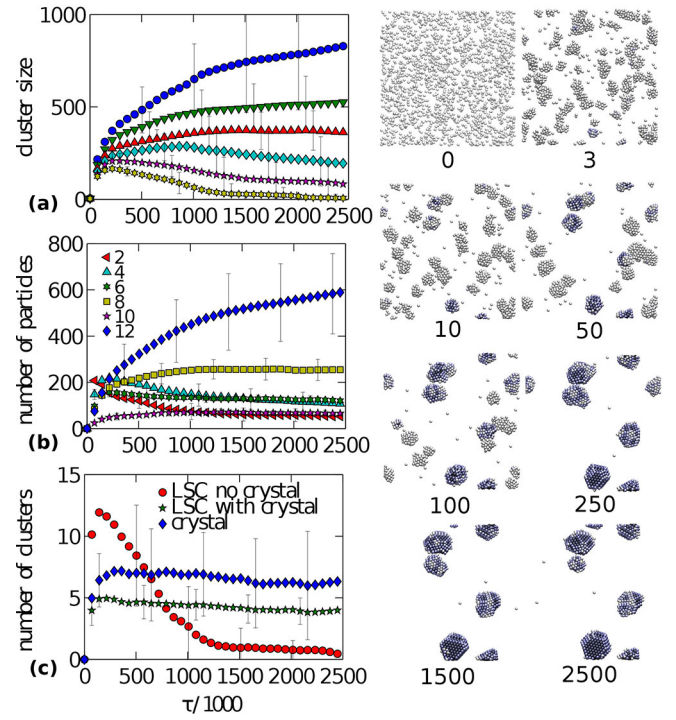 cluster size
1000
500
0
0 500 1000 1500 2000 2500
(a)
number of particles
800
600
400
200
0
2
4
6
8
10
12
0 500 1000 1500 2000 2500
(b)
number of clusters
15
10
5
0
LSC no crystal
LSC with crystal
crystal
0 500 1000 1500 2000 2500
(c)
τ/1000
0 3
10 50
100 250
1500 2500